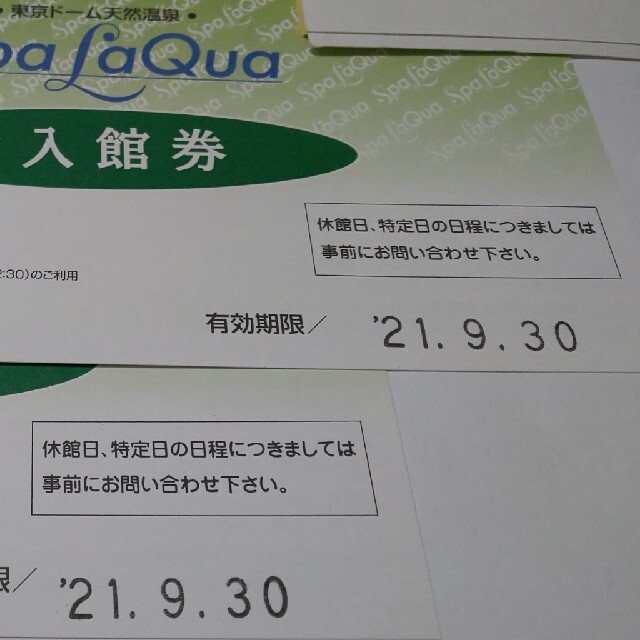 ・東京ドーム天然温泉・
Spa LaQua
入館券
休館日、特定日の日程につきましては
事前にお問い合わせ下さい。
2:30)のご利用
有効期限／ '21.9.30
休館日、特定日の日程につきましては
事前にお問い合わせ下さい。
限／ '21.9.30